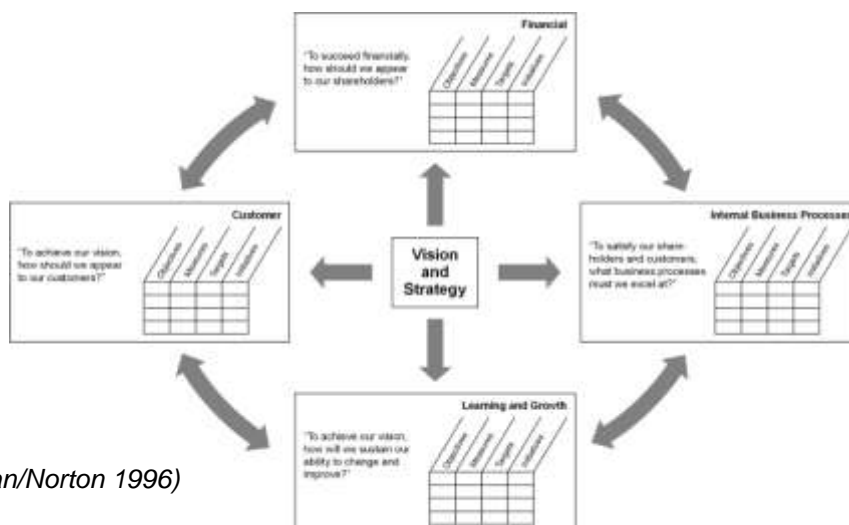 Financial
"To succeed financially,
how should we appear
to our shareholders?"
Objectives
Measures
Targets
Initiatives
Customer
"To achieve our vision,
how should we appear
to our customers?"
Objectives
Measures
Targets
Initiatives
Vision
and
Strategy
Internal Business Processes
"To satisfy our share-
holders and customers,
what business processes
must we excel at?"
Objectives
Measures
Targets
Initiatives
Learning and Growth
"To achieve our vision,
how will we sustain our
ability to change and
improve?"
Objectives
Measures
Targets
Initiatives
an/Norton 1996)